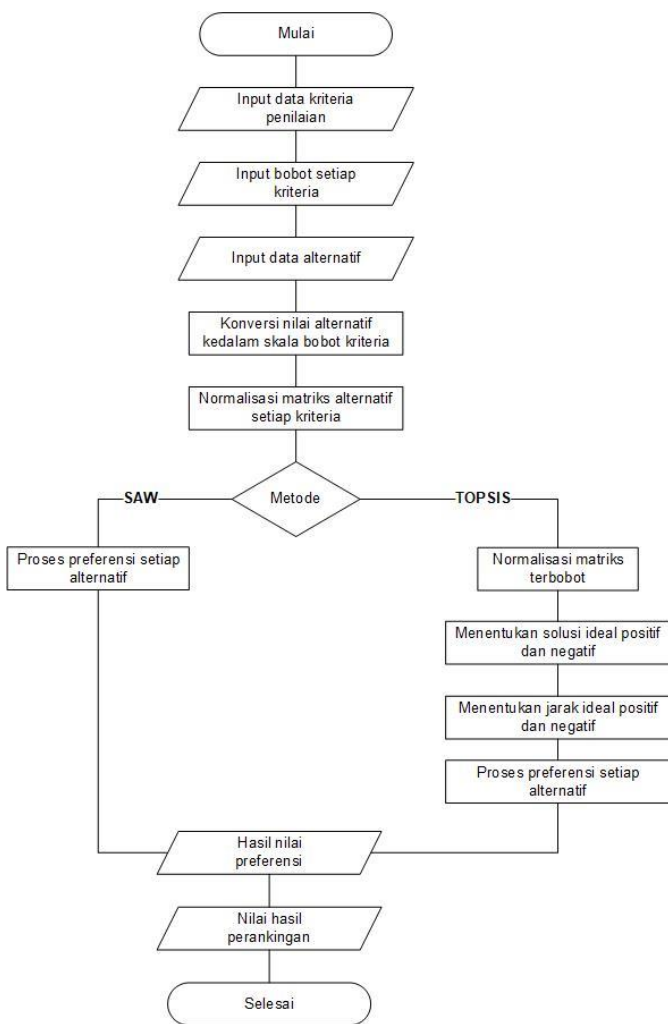 Mulai
Input data kriteria
penilaian
Input bobot setiap
kriteria
Input data alternatif
Konversi nilai alternatif
kedalam skala bobot kriteria
Normalisasi matriks alternatif
setiap kriteria
Metode
SAW
TOPSIS
Proses preferensi setiap
alternatif
Normalisasi matriks
terbobot
Menentukan solusi ideal positif
dan negatif
Menentukan jarak ideal positif
dan negatif
Proses preferensi setiap
alternatif
Hasil nilai
preferensi
Nilai hasil
perankingan
Selesai